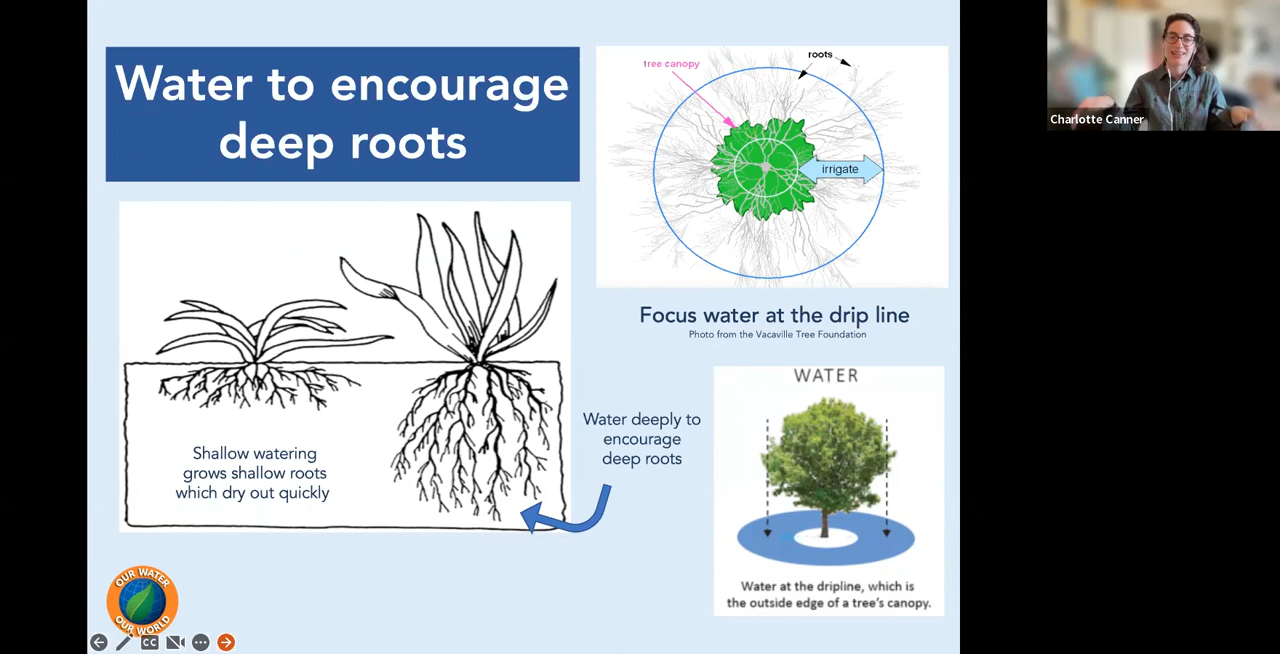 Water to encourage
deep roots
tree canopy
roots
irrigate
Focus water at the drip line
Photo from the Vacaville Tree Foundation
Shallow watering
grows shallow roots
which dry out quickly
Water deeply to
encourage
deep roots
WATER
Water at the dripline, which is
the outside edge of a tree's canopy.
OUR WATER
OUR WORLD
CC
Charlotte Canner